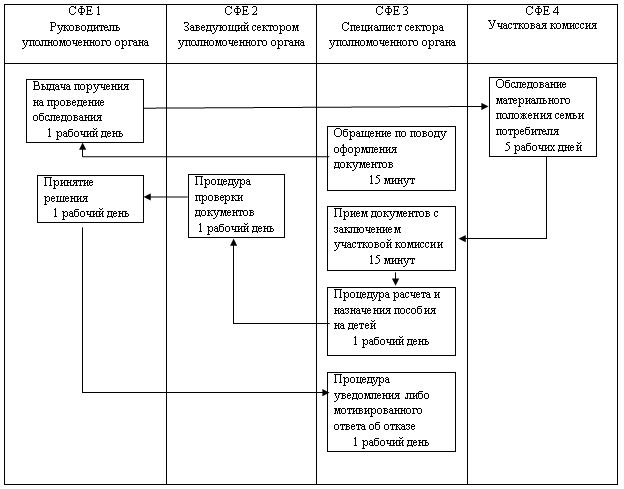 СФЕ 1
Руководитель
уполномоченного органа
СФЕ 2
Заведующий сектором
уполномоченного органа
СФЕ 3
Специалист сектора
уполномоченного органа
СФЕ 4
Участковая комиссия
Выдача поручения
на проведение
обследования
1 рабочий день
Обследование
материального
положения семьи
потребителя
5 рабочих дней
Обращение по поводу
оформления
документов
15 минут
Принятие
решения
1 рабочий день
Процедура
проверки
документов
1 рабочий день
Прием документов с
заключением
участковой комиссии
15 минут
Процедура расчета и
назначения пособия
на детей
1 рабочий день
Процедура
уведомления либо
мотивированного
ответа об отказе
1 рабочий день